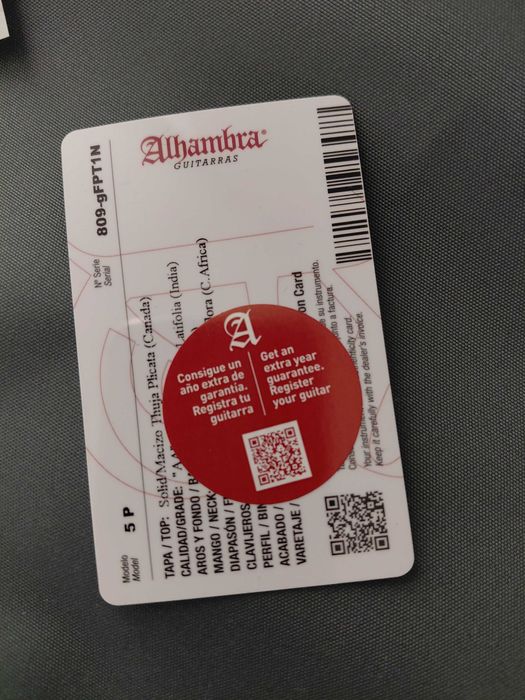 Alhambra®
GUITARRAS
Modelo
Model
5 P
Nº Serie
Serial
809-gFPT1N
TAPA / TOP: Solid/Macizo Thuja Plicata (Canada)
CALIDAD/GRADE:
AROS Y FONDO / (India)
MANGO / NECK (C.Africa)
DIAPASÓN /
CLAVIJEROS
PERFIL /
ACABADO /
VARETAJE /
on Card
su instrumento.
factura.
Your instrument card.
Keep it carefully with the dealer's invoice.
A
Consigue un
año extra de
garantía.
Registra tu
guitarra
Get an
extra year
guarantee.
Register
your guitar